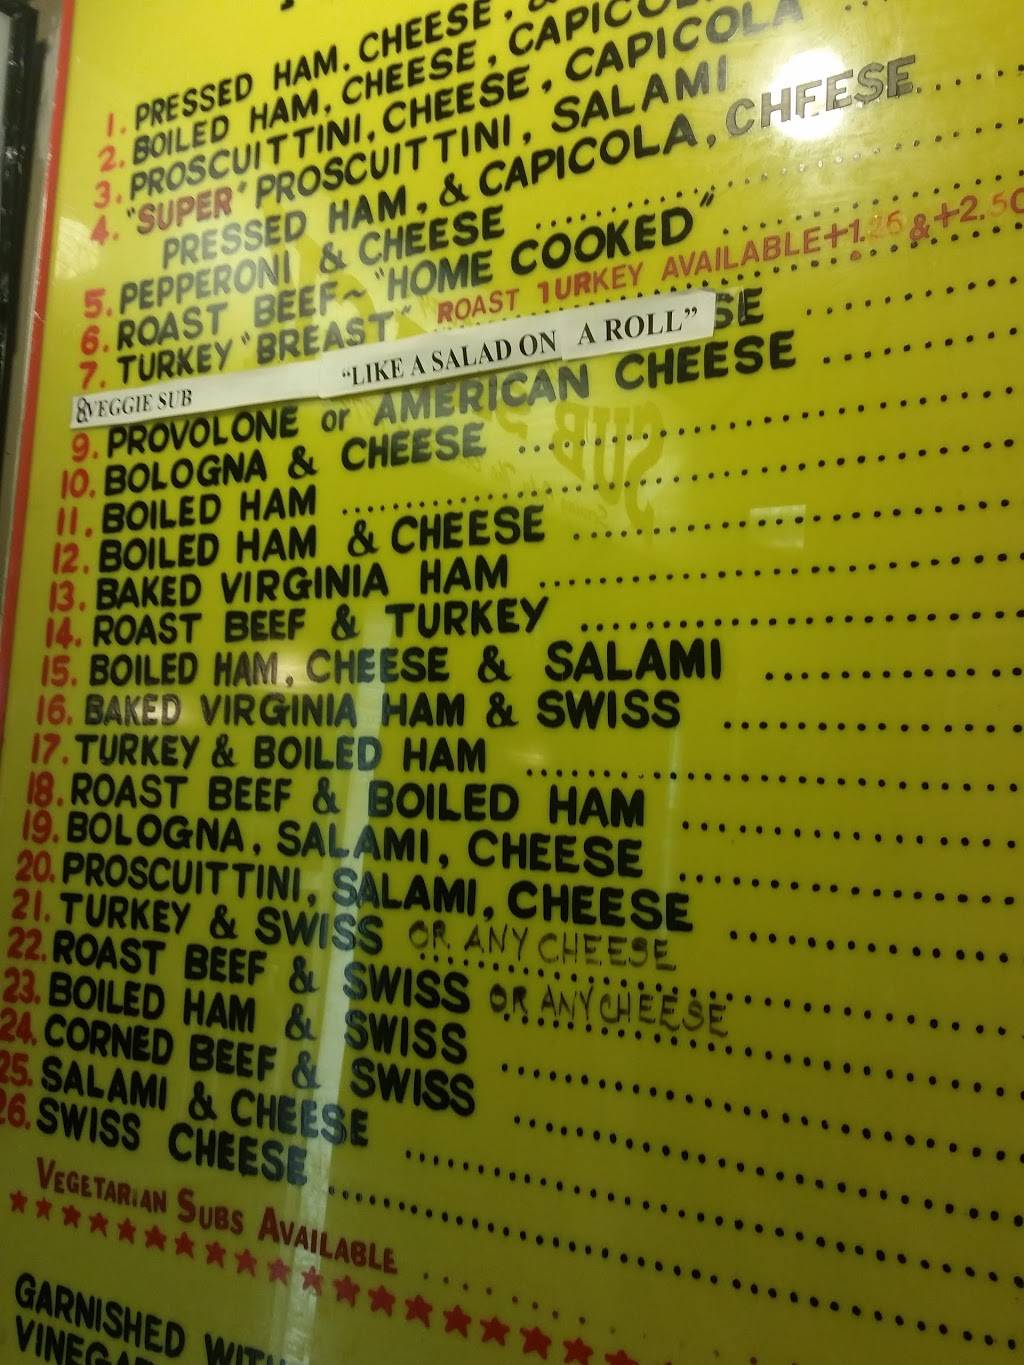 1. PRESSED HAM. CHEESE, &
2. BOILED HAM, CHEESE, CAPICOLA
3. PROSCUITTINI, CHEESE, CAPICOLA
4. "SUPER" PROSCUITTINI, SALAMI
PRESSED HAM, & CAPICOLA, CHEESE
5. PEPPERONI & CHEESE
6. ROAST BEEF~ "HOME COOKED"
7. TURKEY "BREAST" ROAST TURKEY AVAILABLE +1.25 & +2.50
8 VEGGIE SUB "LIKE A SALAD ON A ROLL"
9. PROVOLONE or AMERICAN CHEESE
10. BOLOGNA & CHEESE
11. BOILED HAM
12. BOILED HAM & CHEESE
13. BAKED VIRGINIA HAM
14. ROAST BEEF & TURKEY
15. BOILED HAM, CHEESE & SALAMI
16. BAKED VIRGINIA HAM & SWISS
17. TURKEY & BOILED HAM
18. ROAST BEEF & BOILED HAM
19. BOLOGNA, SALAMI, CHEESE
20. PROSCUITTINI, SALAMI, CHEESE
21. TURKEY & SWISS OR ANY CHEESE
22. ROAST BEEF & SWISS OR ANY CHEESE
23. BOILED HAM & SWISS
24. CORNED BEEF & SWISS
25. SALAMI & CHEESE
26. SWISS CHEESE
VEGETARIAN SUBS AVAILABLE
GARNISHED WITH